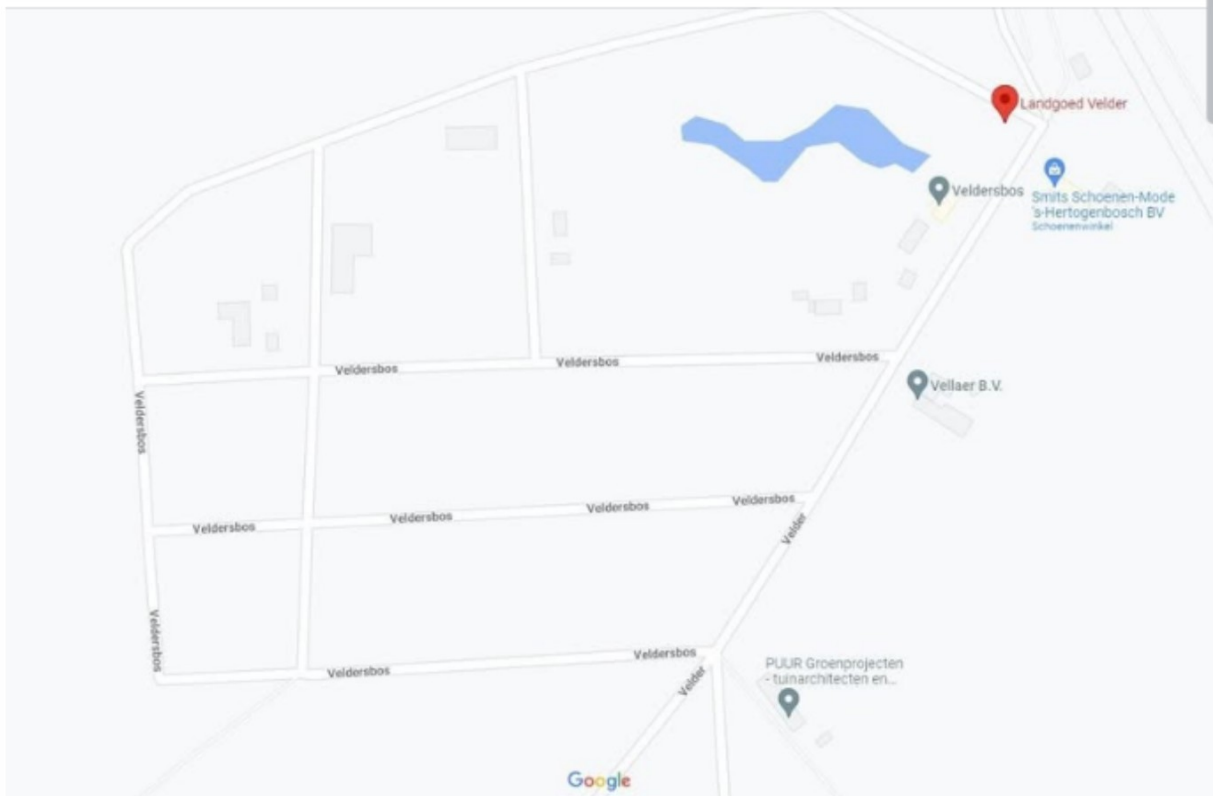 Landgoed Velder
Veldersbos
Smits Schoenen-Mode
's-Hertogenbosch BV
Schoenenwinkel
Veldersbos
Veldersbos
Veldersbos
Vellaer B.V.
Veldersbos
Veldersbos
Veldersbos
Veldersbos
Veldersbos
Velder
Veldersbos
Veldersbos
Veldersbos
Velder
PUUR Groenprojecten
- tuinarchitecten en...
Google